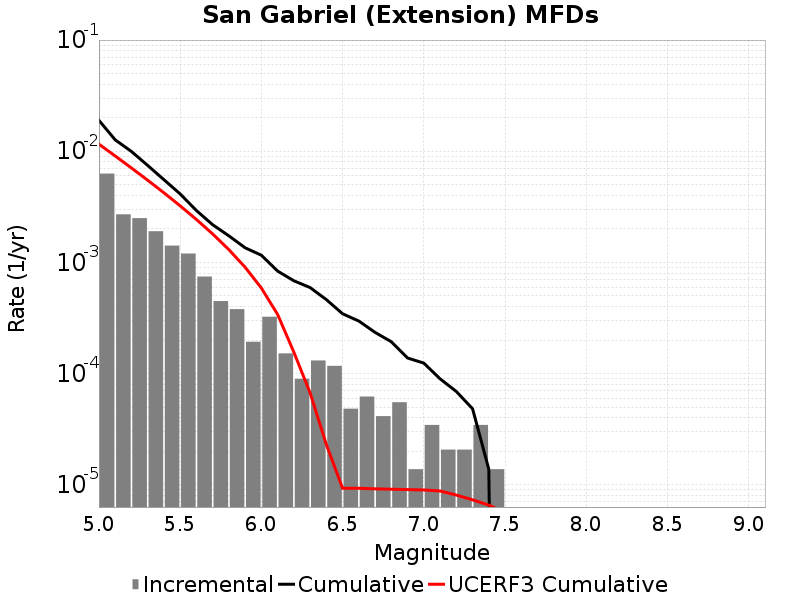 San Gabriel (Extension) MFDs
10-1
10-2
10-3
10-4
10-5
Rate (1/yr)
5.0 5.5 6.0 6.5 7.0 7.5 8.0 8.5 9.0
Magnitude
Incremental Cumulative UCERF3 Cumulative